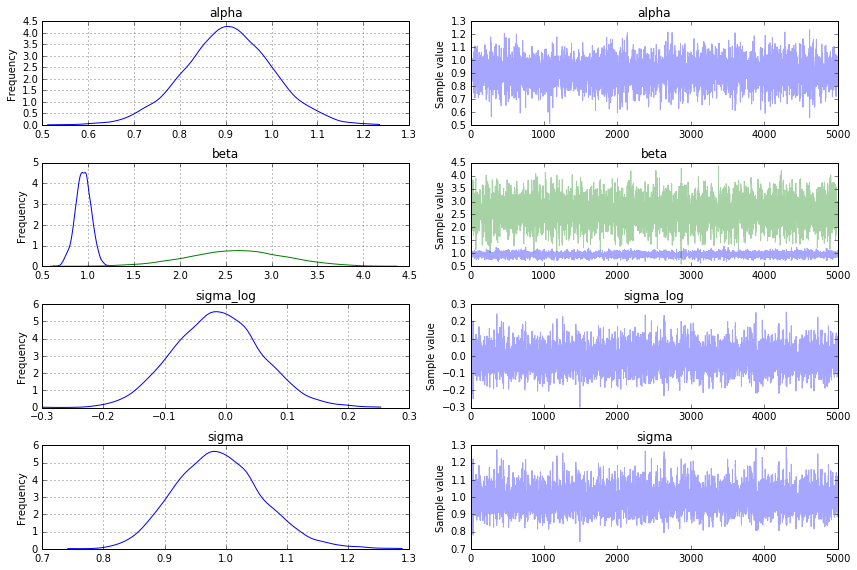 alpha
Frequency
4.5
4.0
3.5
3.0
2.5
2.0
1.5
1.0
0.5
0.0
0.5 0.6 0.7 0.8 0.9 1.0 1.1 1.2 1.3
alpha
Sample value
1.3
1.2
1.1
1.0
0.9
0.8
0.7
0.6
0.5
0 1000 2000 3000 4000 5000
beta
Frequency
5
4
3
2
1
0
0.5 1.0 1.5 2.0 2.5 3.0 3.5 4.0 4.5
beta
Sample value
4.5
4.0
3.5
3.0
2.5
2.0
1.5
1.0
0.5
0 1000 2000 3000 4000 5000
sigma_log
Frequency
6
5
4
3
2
1
0
−0.3 −0.2 −0.1 0.0 0.1 0.2 0.3
sigma_log
Sample value
0.3
0.2
0.1
0.0
−0.1
−0.2
−0.3
0 1000 2000 3000 4000 5000
sigma
Frequency
6
5
4
3
2
1
0
0.7 0.8 0.9 1.0 1.1 1.2 1.3
sigma
Sample value
1.3
1.2
1.1
1.0
0.9
0.8
0.7
0 1000 2000 3000 4000 5000